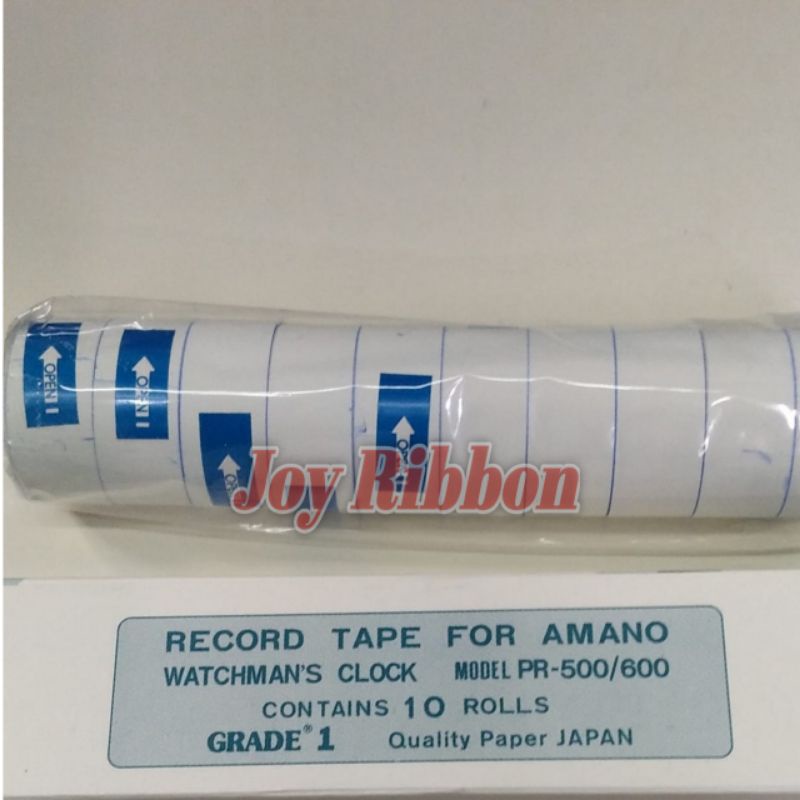 OPEN
OPEN
Joy Ribbon
RECORD TAPE FOR AMANO
WATCHMAN'S CLOCK MODEL PR-500/600
CONTAINS 10 ROLLS
GRADE® 1 Quality Paper JAPAN